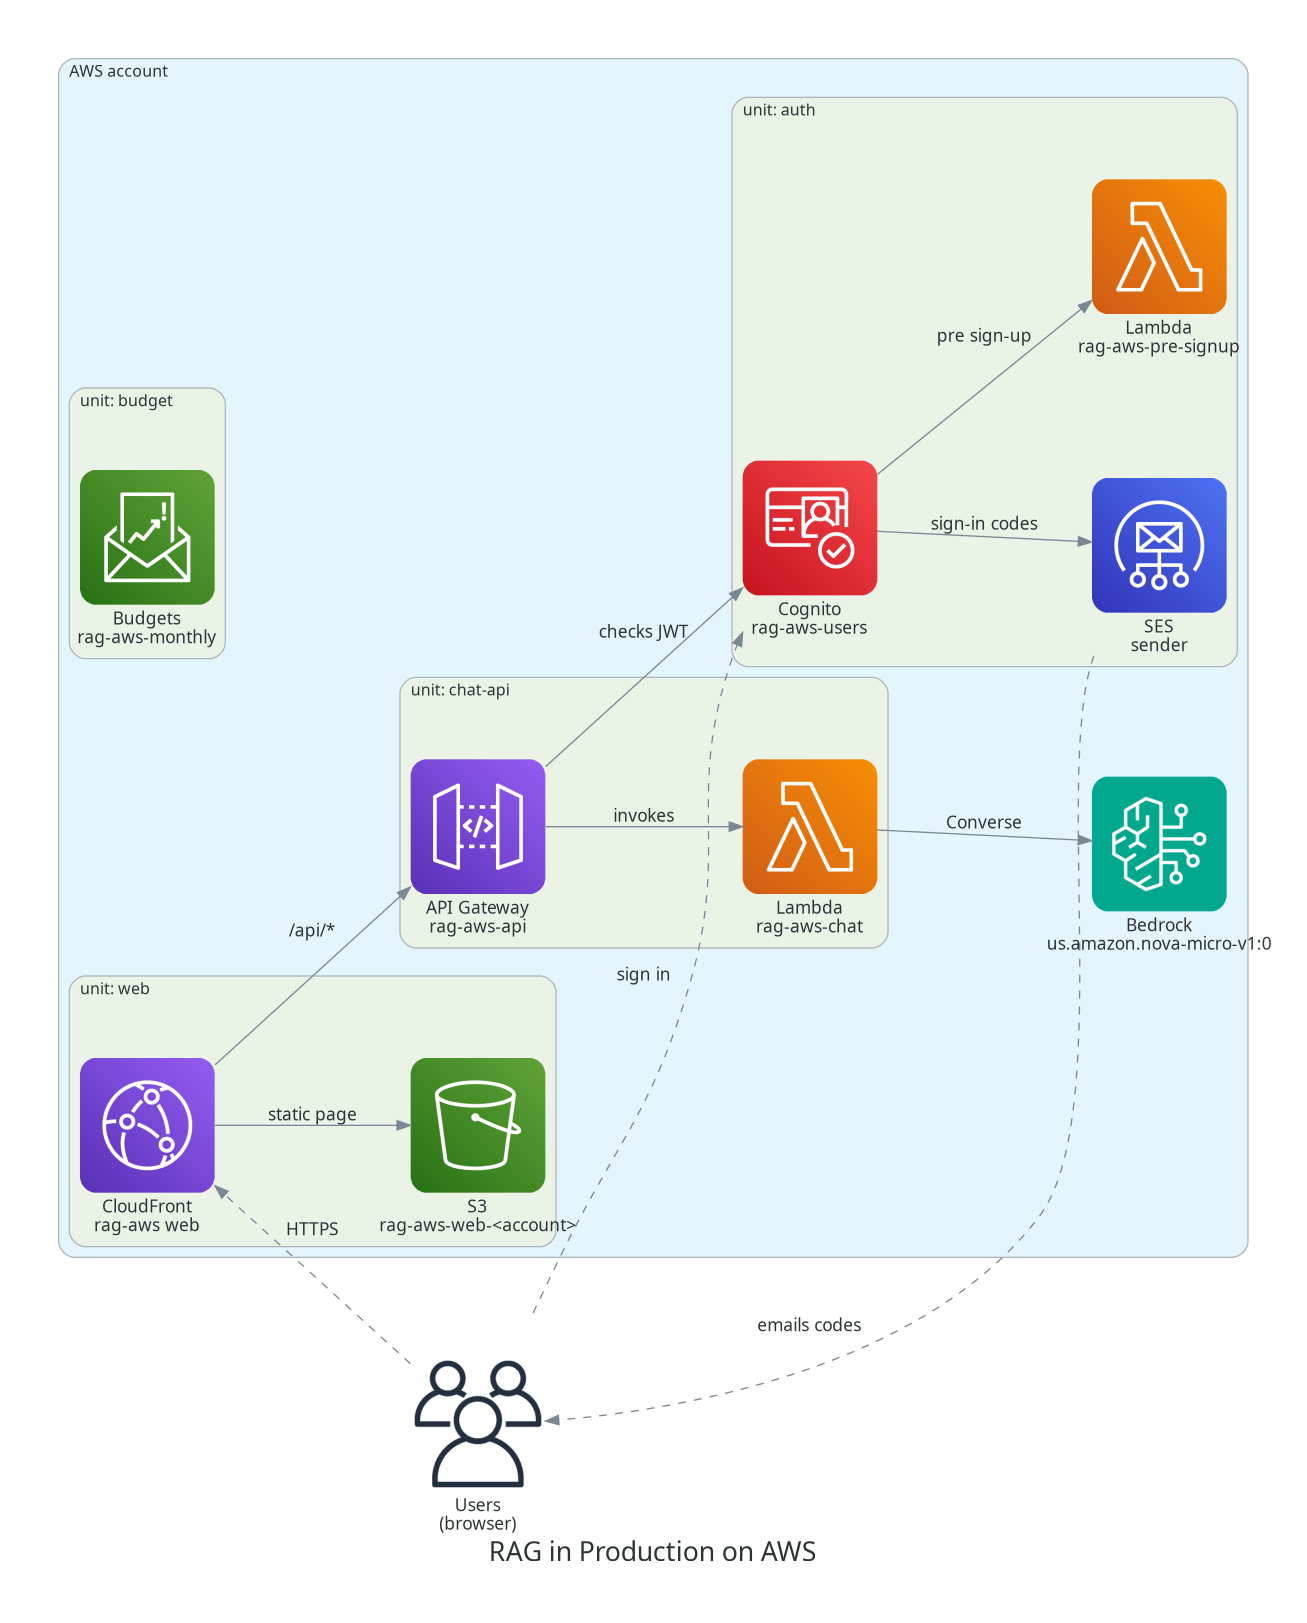 AWS account
unit: auth
Lambda
rag-aws-pre-signup
pre sign-up
unit: budget
Budgets
rag-aws-monthly
sign-in codes
Cognito
rag-aws-users
SES
sender
checks JWT
unit: chat-api
API Gateway
rag-aws-api
invokes
Lambda
rag-aws-chat
Converse
Bedrock
us.amazon.nova-micro-v1:0
/api/*
sign in
unit: web
CloudFront
rag-aws web
static page
S3
rag-aws-web-<account>
HTTPS
emails codes
Users
(browser)
RAG in Production on AWS